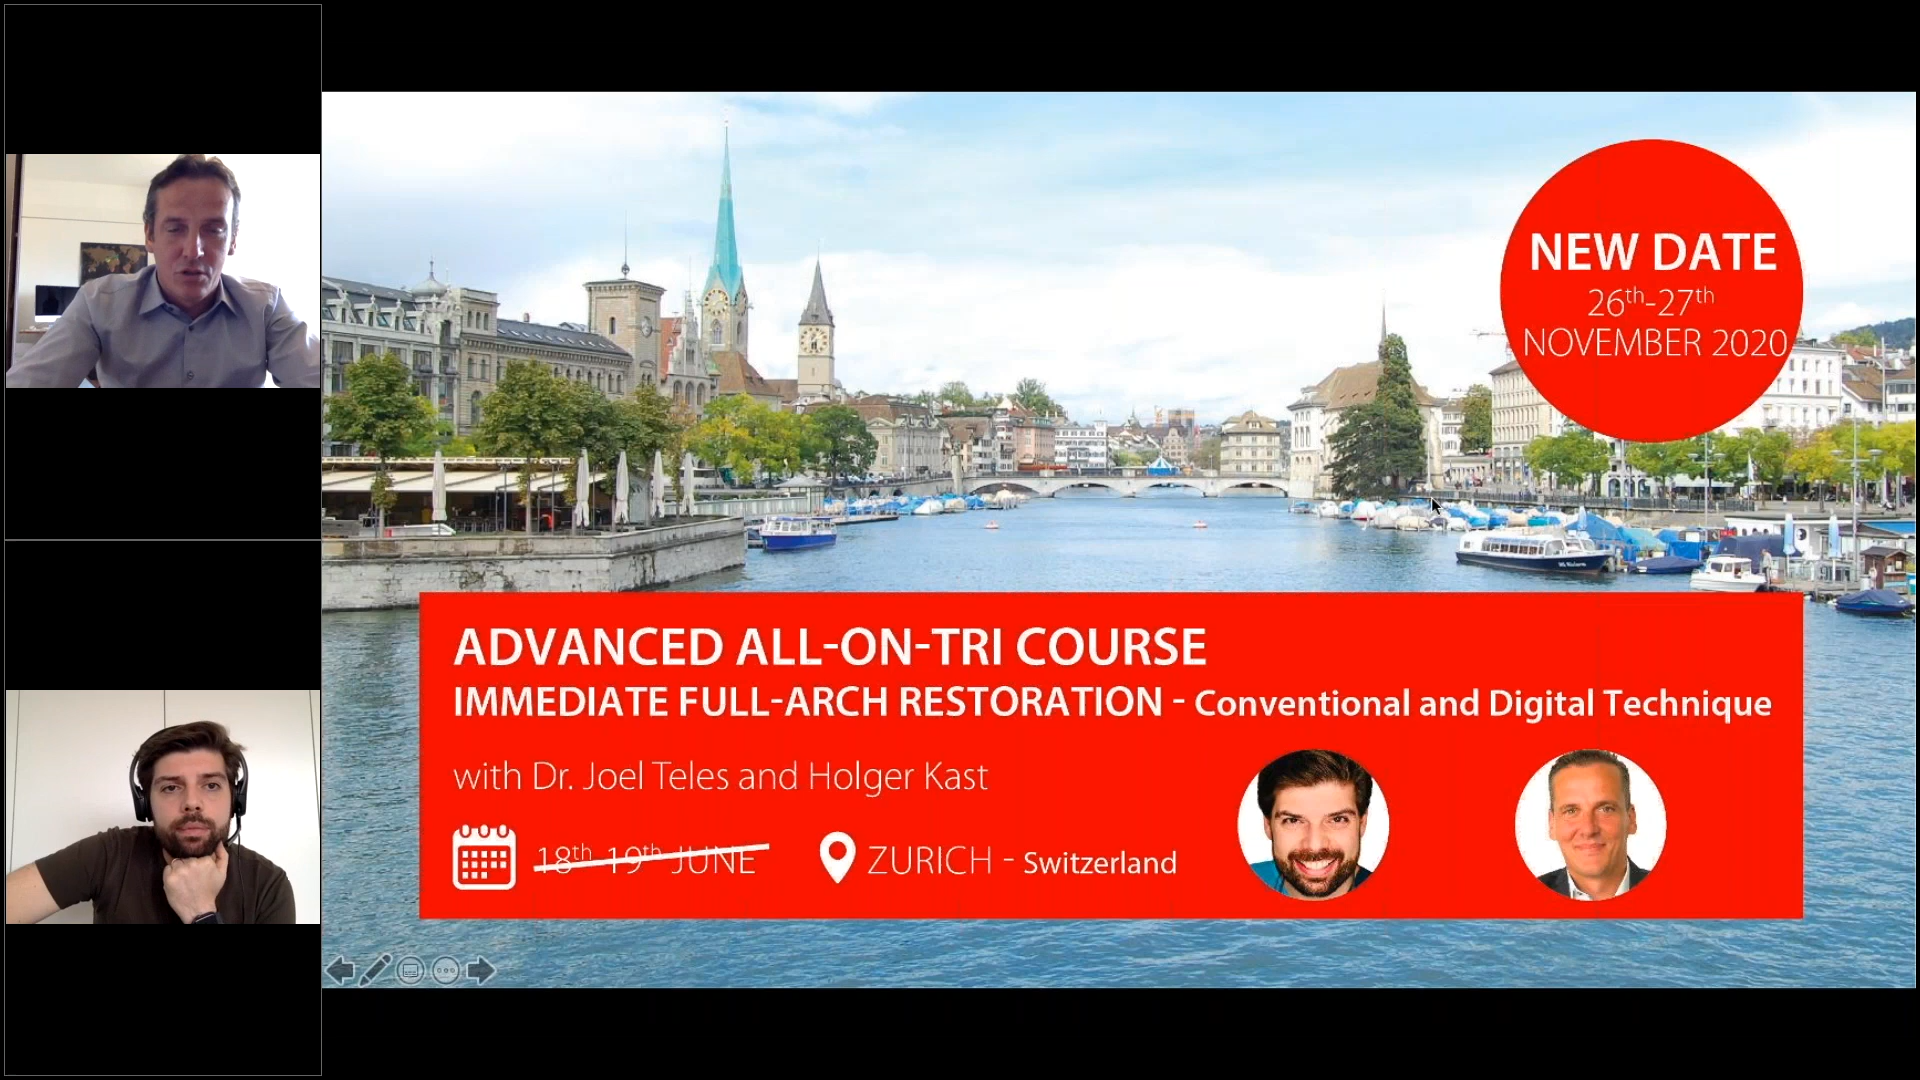 NEW DATE
26th-27th
NOVEMBER 2020
ADVANCED ALL-ON-TRI COURSE
IMMEDIATE FULL-ARCH RESTORATION - Conventional and Digital Technique
with Dr. Joel Teles and Holger Kast
18th-19th JUNE
ZURICH - Switzerland